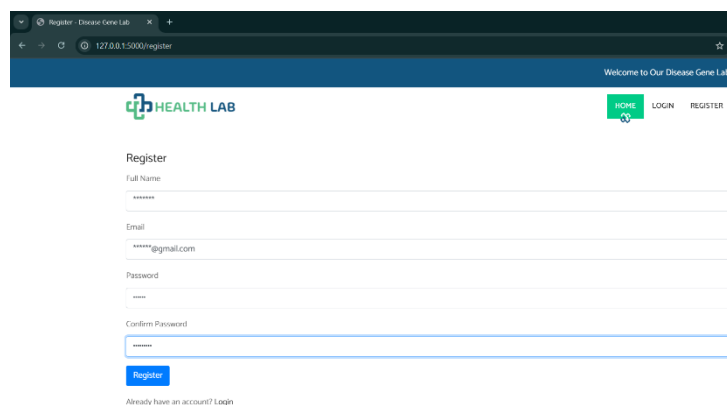 Register - Disease Gene Lab
127.0.0.1:5000/register
Welcome to Our Disease Gene Lab
HEALTH LAB
HOME LOGIN REGISTER
Register
Full Name
*******
Email
******@gmail.com
Password
••••••
Confirm Password
•••••••••
Register
Already have an account? Login